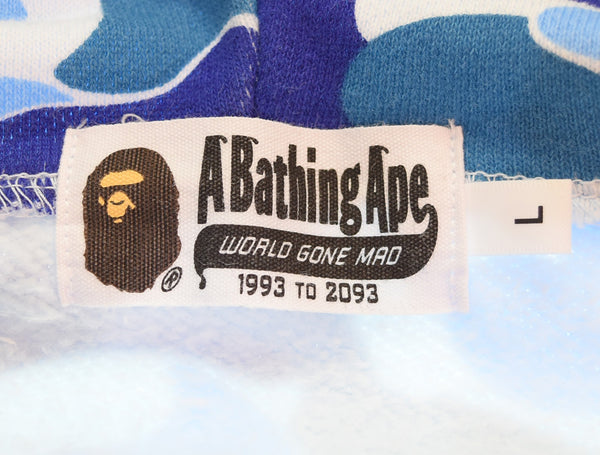 A Bathing Ape
WORLD GONE MAD
1993 TO 2093
®
L